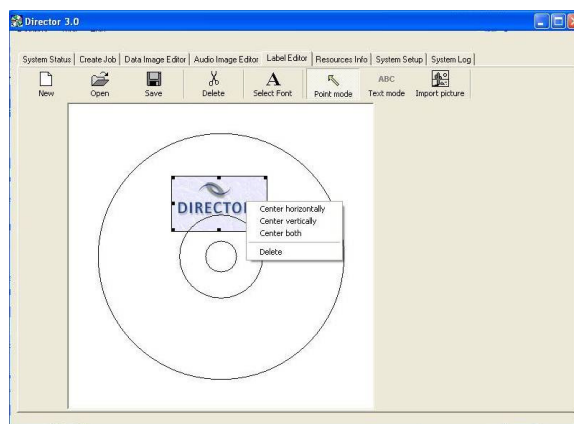 Director 3.0
System Status Create Job Data Image Editor Audio Image Editor Label Editor Resources Info System Setup System Log
New Open Save Delete Select Font Point mode Text mode Import picture
ABC
DIRECTO
Center horizontally
Center vertically
Center both
Delete